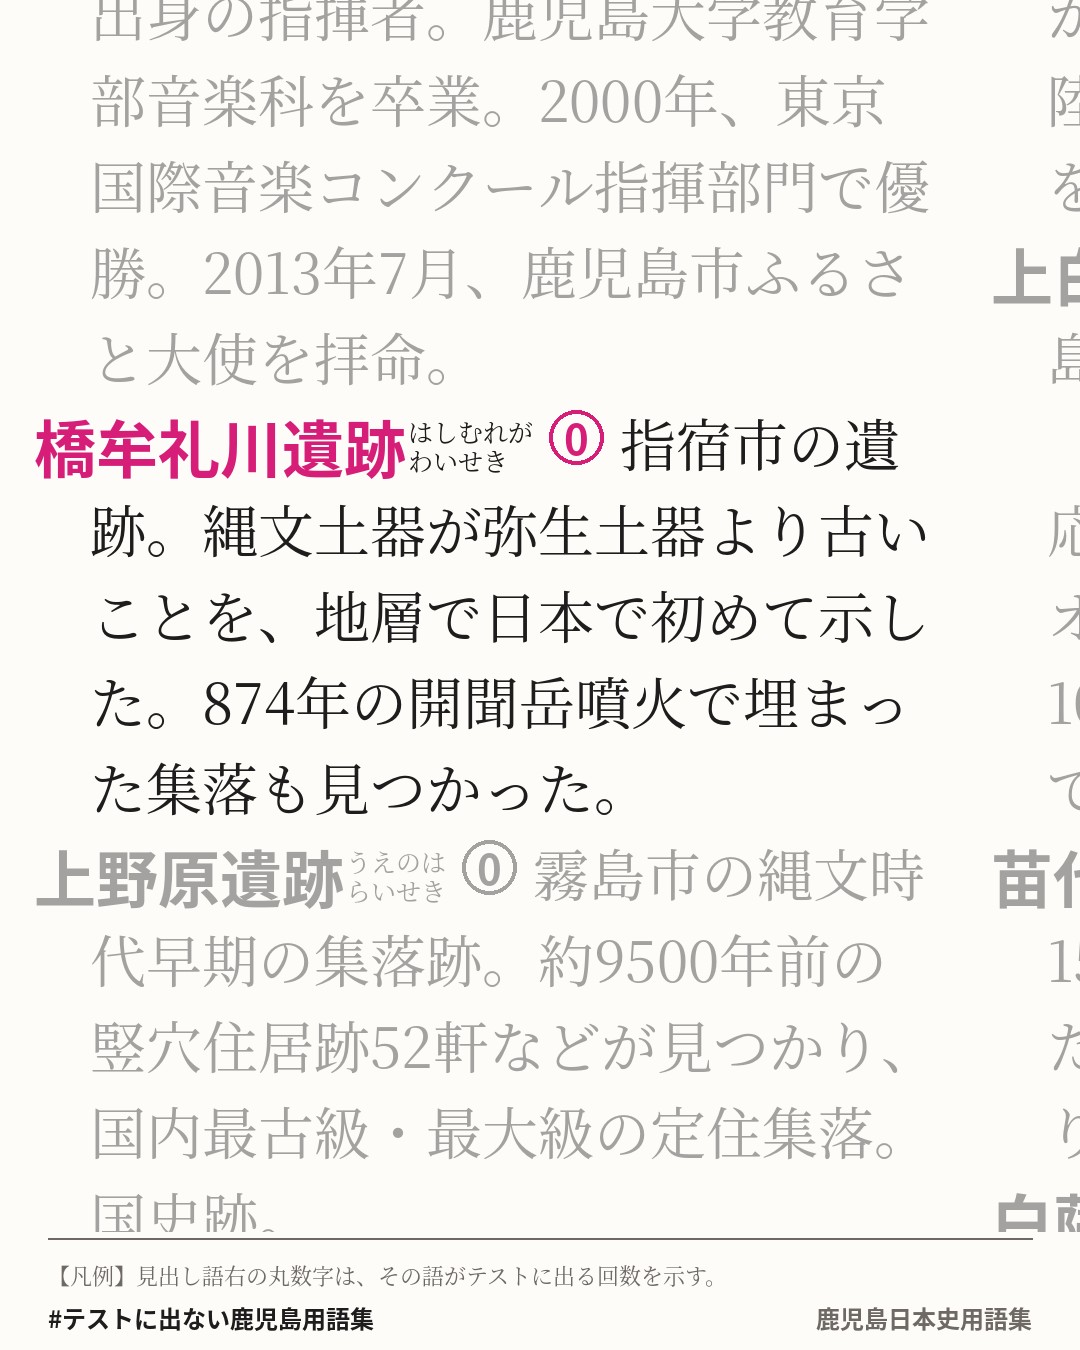 出身の指揮者。鹿児島大学教育学
部音楽科を卒業。2000年、東京
国際音楽コンクール指揮部門で優
勝。2013年7月、鹿児島市ふるさ
と大使を拝命。
橋牟礼川遺跡 はしむれがわいせき ⓪ 指宿市の遺
跡。縄文土器が弥生土器より古い
ことを、地層で日本で初めて示し
た。874年の開聞岳噴火で埋まっ
た集落も見つかった。
上野原遺跡 うえのはらいせき ⓪ 霧島市の縄文時
代早期の集落跡。約9500年前の
竪穴住居跡52軒などが見つかり、
国内最古級・最大級の定住集落。
国史跡。
上白
島
苗代
【凡例】見出し語右の丸数字は、その語がテストに出る回数を示す。
#テストに出ない鹿児島用語集
鹿児島日本史用語集